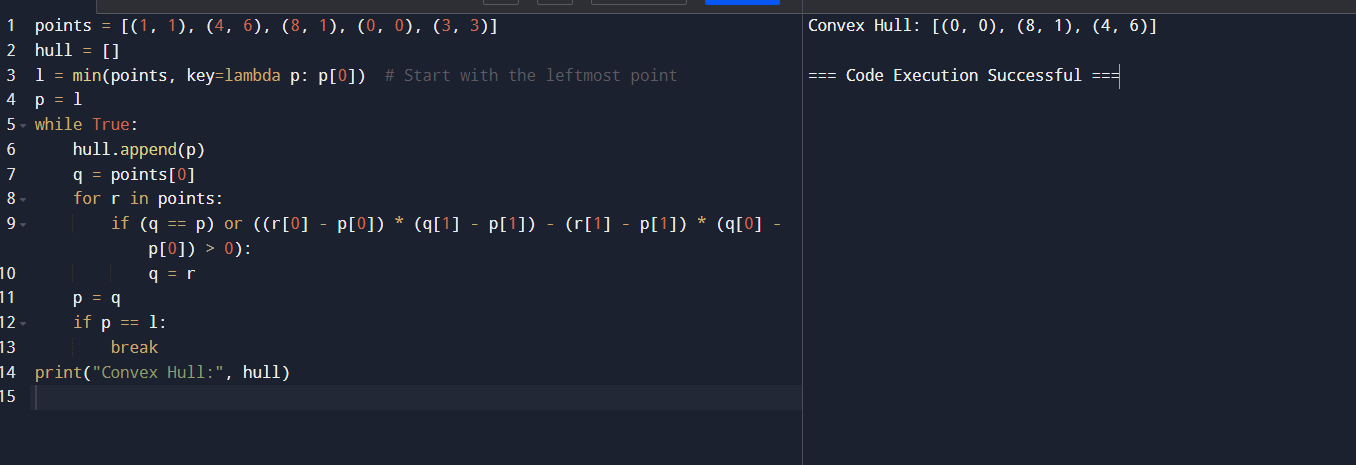 1 points = [(1, 1), (4, 6), (8, 1), (0, 0), (3, 3)]
2 hull = []
3 l = min(points, key=lambda p: p[0])  # Start with the leftmost point
4 p = l
5 while True:
6     hull.append(p)
7     q = points[0]
8     for r in points:
9         if (q == p) or ((r[0] - p[0]) * (q[1] - p[1]) - (r[1] - p[1]) * (q[0] -
            p[0]) > 0):
10             q = r
11     p = q
12     if p == l:
13         break
14 print("Convex Hull:", hull)
15
Convex Hull: [(0, 0), (8, 1), (4, 6)]
=== Code Execution Successful ===